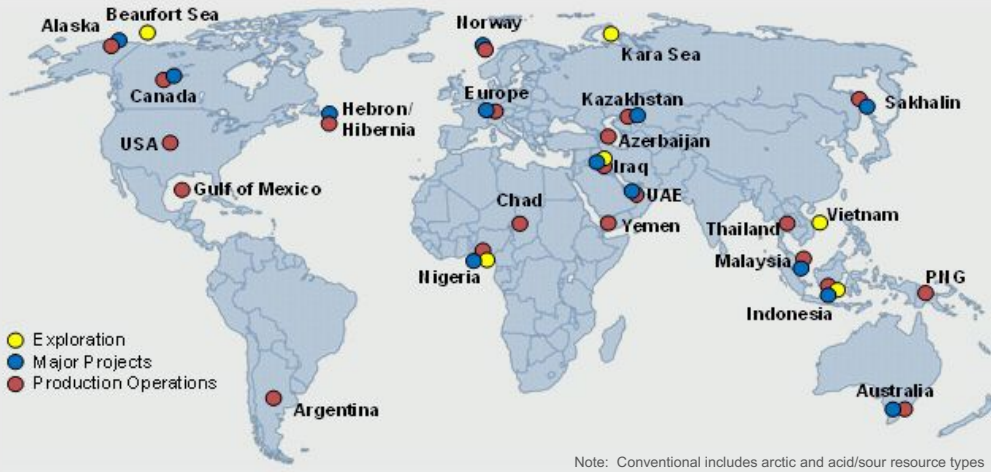 Beaufort Sea
Alaska
Norway
Kara Sea
Canada
Europe
Kazakhstan
Sakhalin
Hebron/
Hibernia
USA
Azerbaijan
Iraq
Gulf of Mexico
Chad
UAE
Yemen
Thailand
Vietnam
Nigeria
Malaysia
PNG
Indonesia
Exploration
Major Projects
Production Operations
Argentina
Australia
Note: Conventional includes arctic and acid/sour resource types